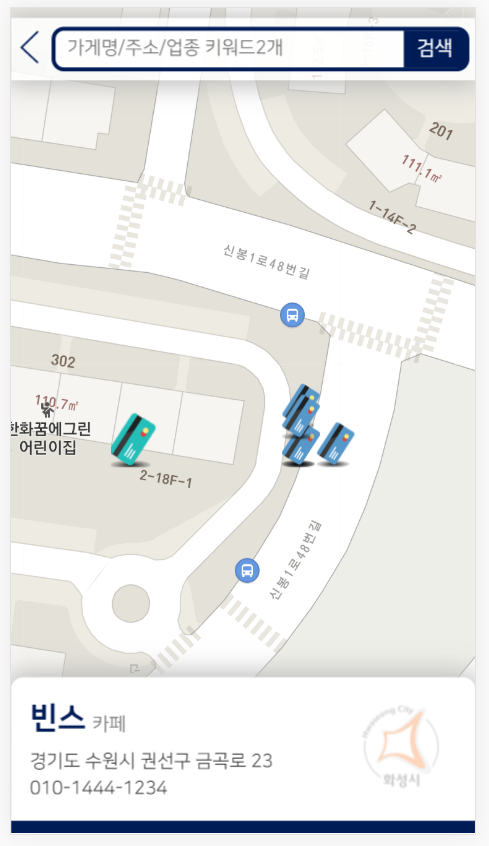 가게명/주소/업종 키워드2개
검색
201
111.1㎡
1-14F-2
신봉1로48번길
302
110.7㎡
한화꿈에그린
어린이집
2-18F-1
신봉1로48번길
빈스 카페
경기도 수원시 권선구 금곡로 23
010-1444-1234
Hwaseong City
화성시